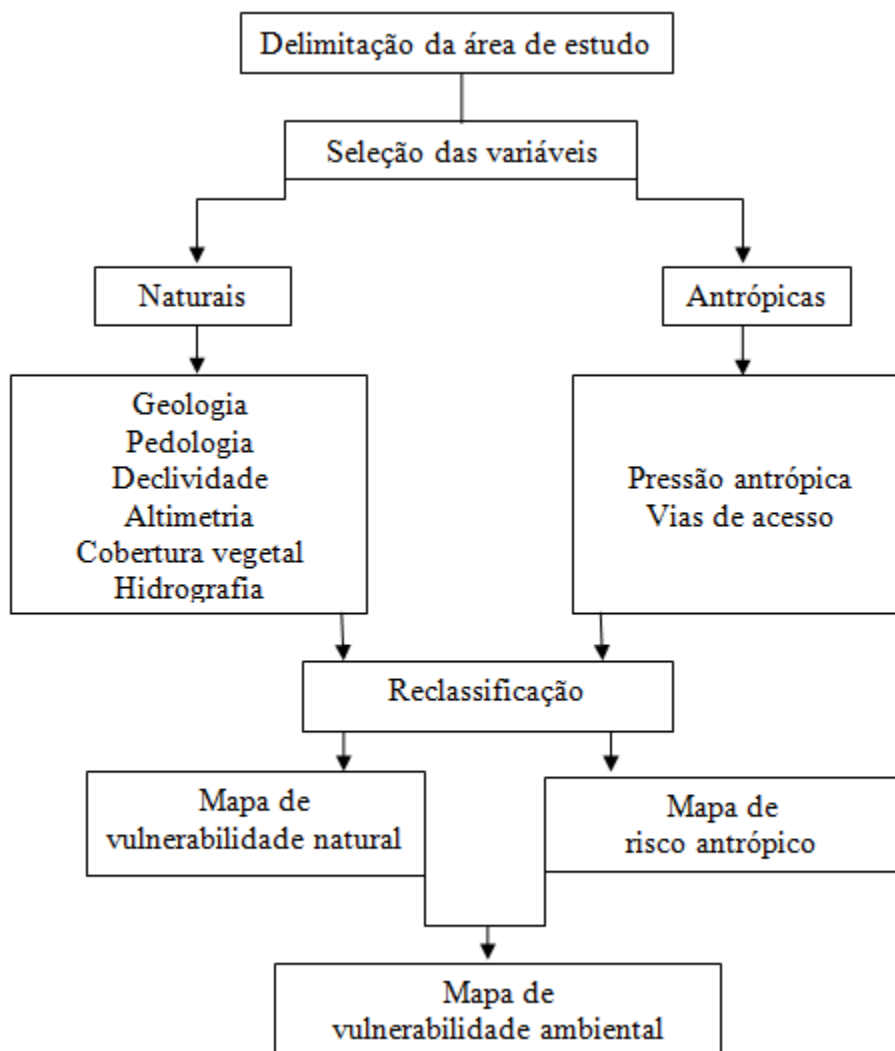 Delimitação da área de estudo
Seleção das variáveis
Naturais
Antrópicas
Geologia
Pedologia
Declividade
Altimetria
Cobertura vegetal
Hidrografia
Pressão antrópica
Vias de acesso
Reclassificação
Mapa de
vulnerabilidade natural
Mapa de
risco antrópico
Mapa de
vulnerabilidade ambiental